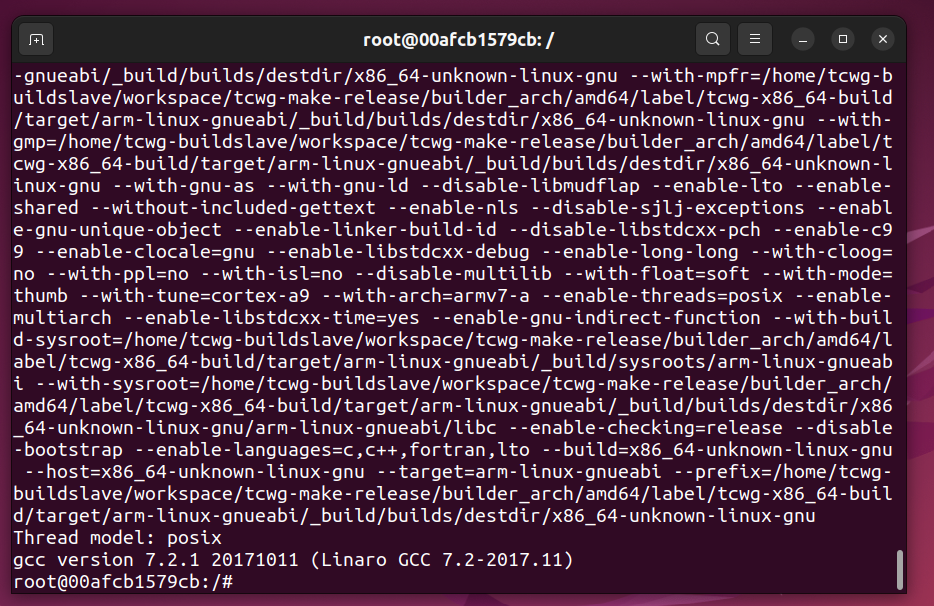 root@00afcb1579cb: /
-gnueabi/_build/builds/destdir/x86_64-unknown-linux-gnu --with-mpfr=/home/tcwg-b
uildslave/workspace/tcwg-make-release/builder_arch/amd64/label/tcwg-x86_64-build
/target/arm-linux-gnueabi/_build/builds/destdir/x86_64-unknown-linux-gnu --with-
gmp=/home/tcwg-buildslave/workspace/tcwg-make-release/builder_arch/amd64/label/t
cwg-x86_64-build/target/arm-linux-gnueabi/_build/builds/destdir/x86_64-unknown-l
inux-gnu --with-gnu-as --with-gnu-ld --disable-libmudflap --enable-lto --enable-
shared --without-included-gettext --enable-nls --disable-sjlj-exceptions --enabl
e-gnu-unique-object --enable-linker-build-id --disable-libstdcxx-pch --enable-c9
9 --enable-clocale=gnu --enable-libstdcxx-debug --enable-long-long --with-cloog=
no --with-ppl=no --with-isl=no --disable-multilib --with-float=soft --with-mode=
thumb --with-tune=cortex-a9 --with-arch=armv7-a --enable-threads=posix --enable-
multiarch --enable-libstdcxx-time=yes --enable-gnu-indirect-function --with-buil
d-sysroot=/home/tcwg-buildslave/workspace/tcwg-make-release/builder_arch/amd64/l
abel/tcwg-x86_64-build/target/arm-linux-gnueabi/_build/sysroots/arm-linux-gnueab
i --with-sysroot=/home/tcwg-buildslave/workspace/tcwg-make-release/builder_arch/
amd64/label/tcwg-x86_64-build/target/arm-linux-gnueabi/_build/builds/destdir/x86
_64-unknown-linux-gnu/arm-linux-gnueabi/libc --enable-checking=release --disable
-bootstrap --enable-languages=c,c++,fortran,lto --build=x86_64-unknown-linux-gnu
 --host=x86_64-unknown-linux-gnu --target=arm-linux-gnueabi --prefix=/home/tcwg-
buildslave/workspace/tcwg-make-release/builder_arch/amd64/label/tcwg-x86_64-buil
d/target/arm-linux-gnueabi/_build/builds/destdir/x86_64-unknown-linux-gnu
Thread model: posix
gcc version 7.2.1 20171011 (Linaro GCC 7.2-2017.11)
root@00afcb1579cb:/#